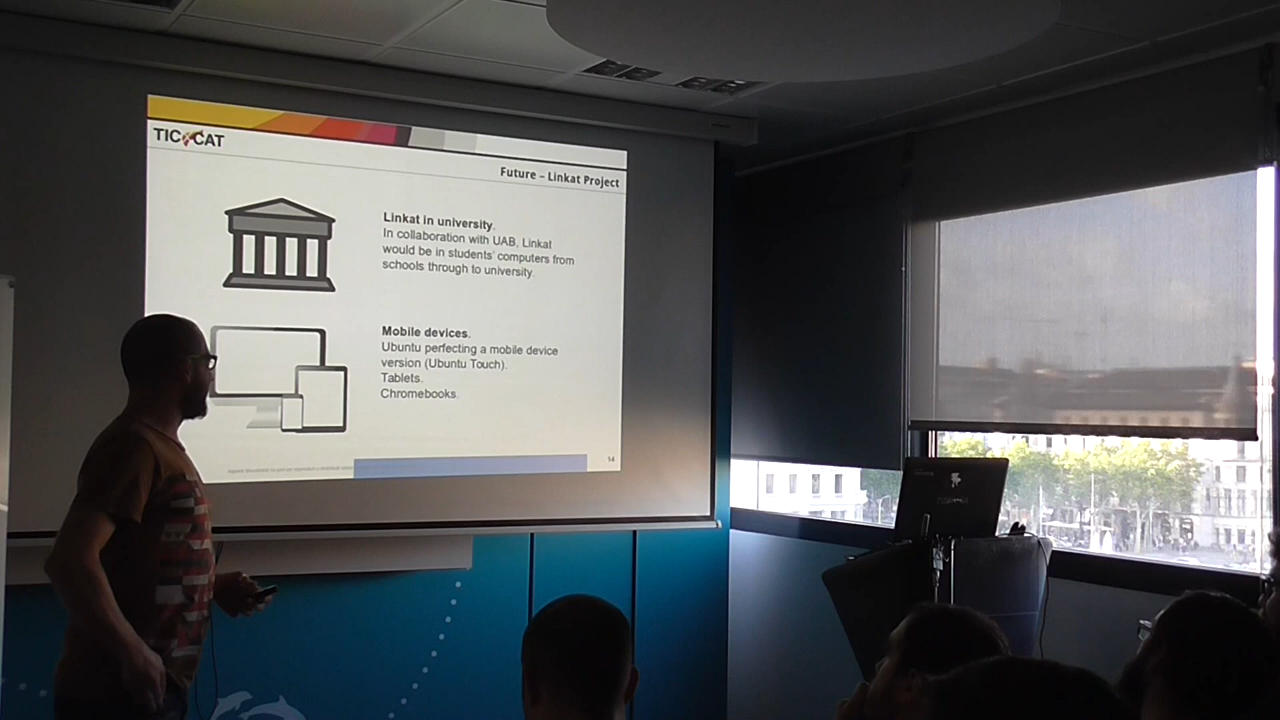 TIC CAT
Future – Linkat Project
Linkat in university.
In collaboration with UAB, Linkat
would be in students' computers from
schools through to university.
Mobile devices.
Ubuntu perfecting a mobile device
version (Ubuntu Touch).
Tablets.
Chromebooks.
14